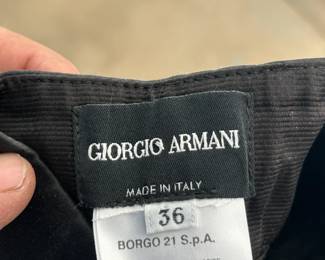 GIORGIO ARMANI
MADE IN ITALY
36
BORGO 21 S.p.A.